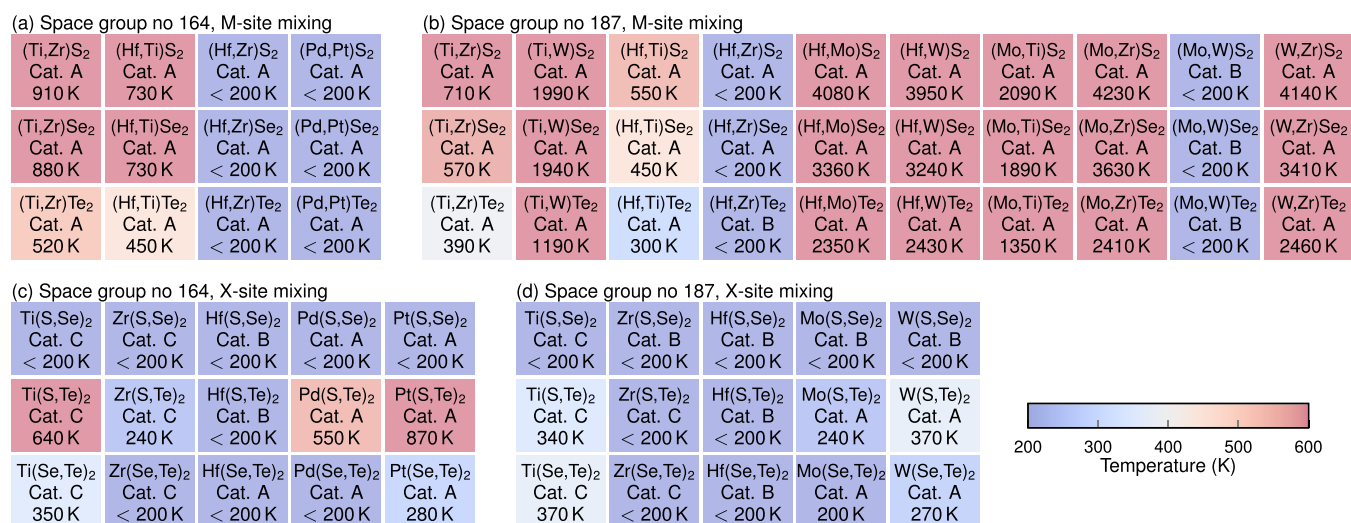 (a) Space group no 164, M-site mixing
(Ti,Zr)S₂ (Hf,Ti)S₂ (Hf,Zr)S₂ (Pd,Pt)S₂
Cat. A Cat. A Cat. A Cat. A
910 K 730 K < 200 K < 200 K
(Ti,Zr)Se₂ (Hf,Ti)Se₂ (Hf,Zr)Se₂ (Pd,Pt)Se₂
Cat. A Cat. A Cat. A Cat. A
880 K 730 K < 200 K < 200 K
(Ti,Zr)Te₂ (Hf,Ti)Te₂ (Hf,Zr)Te₂ (Pd,Pt)Te₂
Cat. A Cat. A Cat. A Cat. A
520 K 450 K < 200 K < 200 K
(b) Space group no 187, M-site mixing
(Ti,Zr)S₂ (Ti,W)S₂ (Hf,Ti)S₂ (Hf,Zr)S₂ (Hf,Mo)S₂ (Hf,W)S₂ (Mo,Ti)S₂ (Mo,Zr)S₂ (Mo,W)S₂ (W,Zr)S₂
Cat. A Cat. A Cat. A Cat. A Cat. A Cat. A Cat. A Cat. A Cat. B Cat. A
710 K 1990 K 550 K < 200 K 4080 K 3950 K 2090 K 4230 K < 200 K 4140 K
(Ti,Zr)Se₂ (Ti,W)Se₂ (Hf,Ti)Se₂ (Hf,Zr)Se₂ (Hf,Mo)Se₂ (Hf,W)Se₂ (Mo,Ti)Se₂ (Mo,Zr)Se₂ (Mo,W)Se₂ (W,Zr)Se₂
Cat. A Cat. A Cat. A Cat. A Cat. A Cat. A Cat. A Cat. A Cat. B Cat. A
570 K 1940 K 450 K < 200 K 3360 K 3240 K 1890 K 3630 K < 200 K 3410 K
(Ti,Zr)Te₂ (Ti,W)Te₂ (Hf,Ti)Te₂ (Hf,Zr)Te₂ (Hf,Mo)Te₂ (Hf,W)Te₂ (Mo,Ti)Te₂ (Mo,Zr)Te₂ (Mo,W)Te₂ (W,Zr)Te₂
Cat. A Cat. A Cat. A Cat. B Cat. A Cat. A Cat. A Cat. A Cat. B Cat. A
390 K 1190 K 300 K < 200 K 2350 K 2430 K 1350 K 2410 K < 200 K 2460 K
(c) Space group no 164, X-site mixing
Ti(S,Se)₂ Zr(S,Se)₂ Hf(S,Se)₂ Pd(S,Se)₂ Pt(S,Se)₂
Cat. C Cat. C Cat. B Cat. A Cat. A
< 200 K < 200 K < 200 K < 200 K < 200 K
Ti(S,Te)₂ Zr(S,Te)₂ Hf(S,Te)₂ Pd(S,Te)₂ Pt(S,Te)₂
Cat. C Cat. C Cat. B Cat. A Cat. A
640 K 240 K < 200 K 550 K 870 K
Ti(Se,Te)₂ Zr(Se,Te)₂ Hf(Se,Te)₂ Pd(Se,Te)₂ Pt(Se,Te)₂
Cat. C Cat. C Cat. A Cat. A Cat. A
350 K < 200 K < 200 K < 200 K 280 K
(d) Space group no 187, X-site mixing
Ti(S,Se)₂ Zr(S,Se)₂ Hf(S,Se)₂ Mo(S,Se)₂ W(S,Se)₂
Cat. C Cat. B Cat. B Cat. B Cat. B
< 200 K < 200 K < 200 K < 200 K < 200 K
Ti(S,Te)₂ Zr(S,Te)₂ Hf(S,Te)₂ Mo(S,Te)₂ W(S,Te)₂
Cat. C Cat. C Cat. B Cat. A Cat. A
340 K < 200 K < 200 K 240 K 370 K
Ti(Se,Te)₂ Zr(Se,Te)₂ Hf(Se,Te)₂ Mo(Se,Te)₂ W(Se,Te)₂
Cat. C Cat. C Cat. B Cat. A Cat. A
370 K < 200 K < 200 K 200 K 270 K
200 300 400 500 600
Temperature (K)